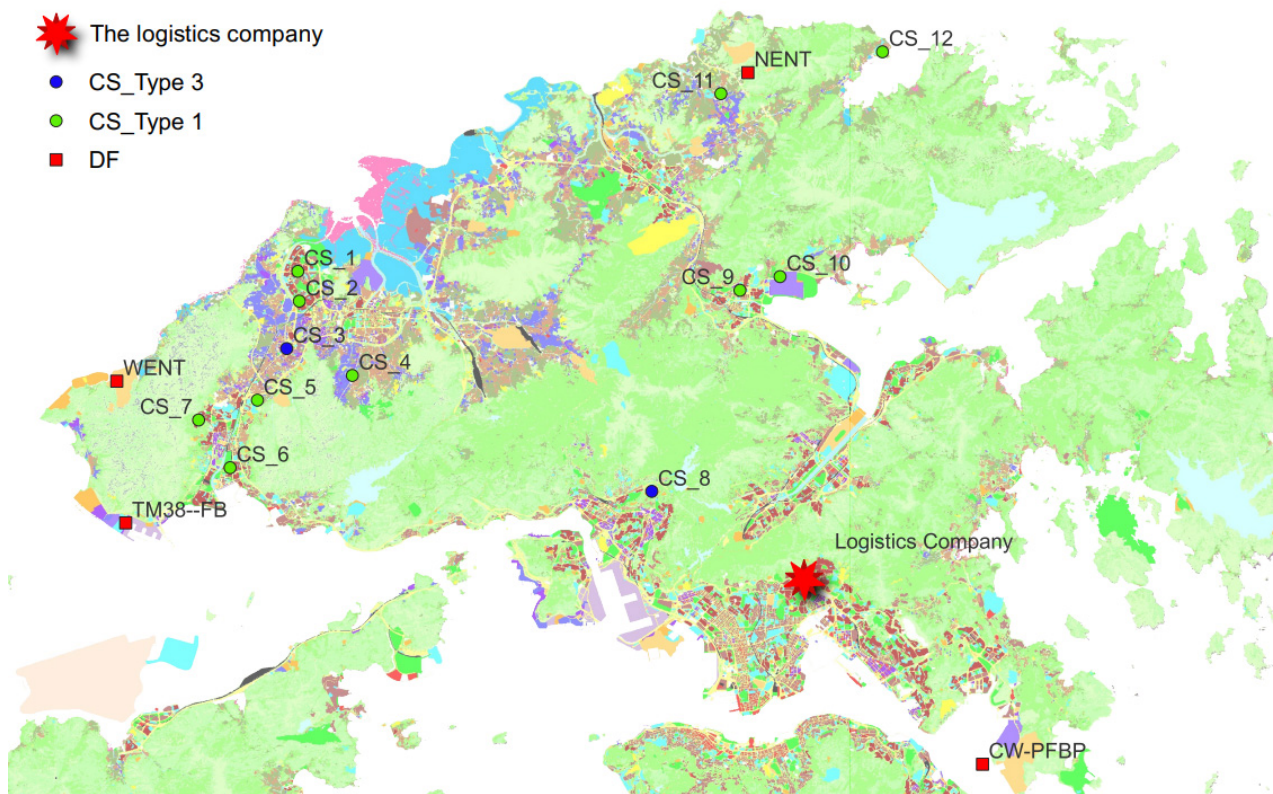 The logistics company
CS_Type 3
CS_Type 1
DF
CS_12
NENT
CS_11
CS_1
CS_10
CS_9
CS_2
CS_3
CS_4
WENT
CS_5
CS_7
CS_6
CS_8
TM38--FB
Logistics Company
CW-PFBP